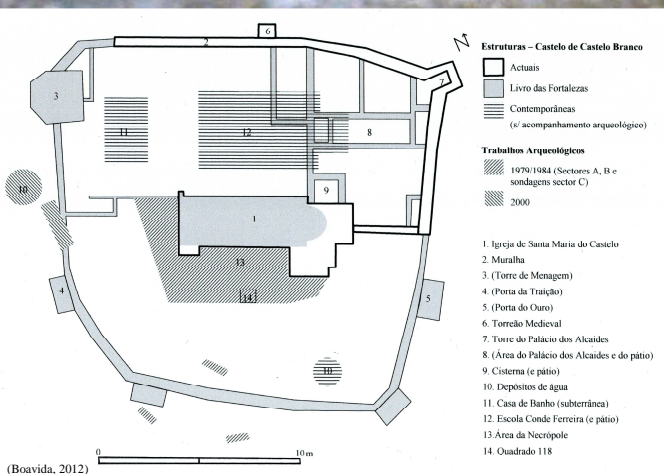 6
2
N
7
3
11
12
8
10
9
1
13
4
14
5
10
0
10 m
(Boavida, 2012)
Estruturas – Castelo de Castelo Branco
Actuais
Livro das Fortalezas
Contemporâneas
(s/ acompanhamento arqueológico)
Trabalhos Arqueológicos
1979/1984 (Sectores A, B e
sondagens sector C)
2000
1. Igreja de Santa Maria do Castelo
2. Muralha
3. (Torre de Menagem)
4. (Porta da Traição)
5. (Porta do Ouro)
6. Torreão Medieval
7. Torre do Palácio dos Alcaides
8. (Área do Palácio dos Alcaides e do pátio)
9. Cisterna (e pátio)
10. Depósitos de água
11. Casa de Banho (subterrânea)
12. Escola Conde Ferreira (e pátio)
13.Área da Necrópole
14. Quadrado 118